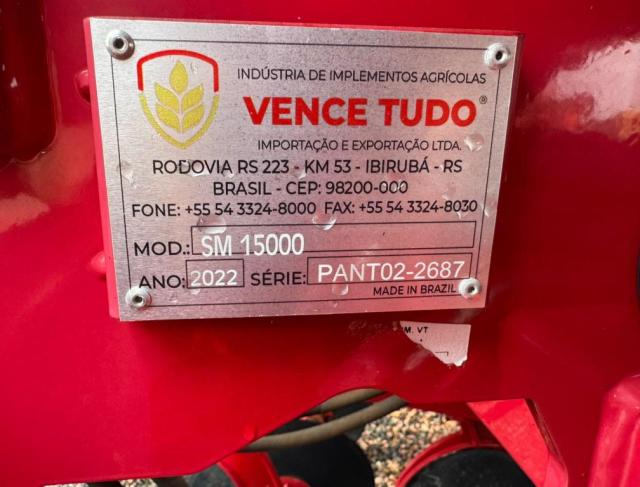 INDÚSTRIA DE IMPLEMENTOS AGRÍCOLAS
VENCE TUDO®
IMPORTAÇÃO E EXPORTAÇÃO LTDA.
RODOVIA RS 223 - KM 53 - IBIRUBÁ - RS
BRASIL - CEP: 98200-000
FONE: +55 54 3324-8000 FAX: +55 54 3324-8030
MOD.: SM 15000
ANO: 2022 SÉRIE: PANT02-2687
MADE IN BRAZIL
M. VT